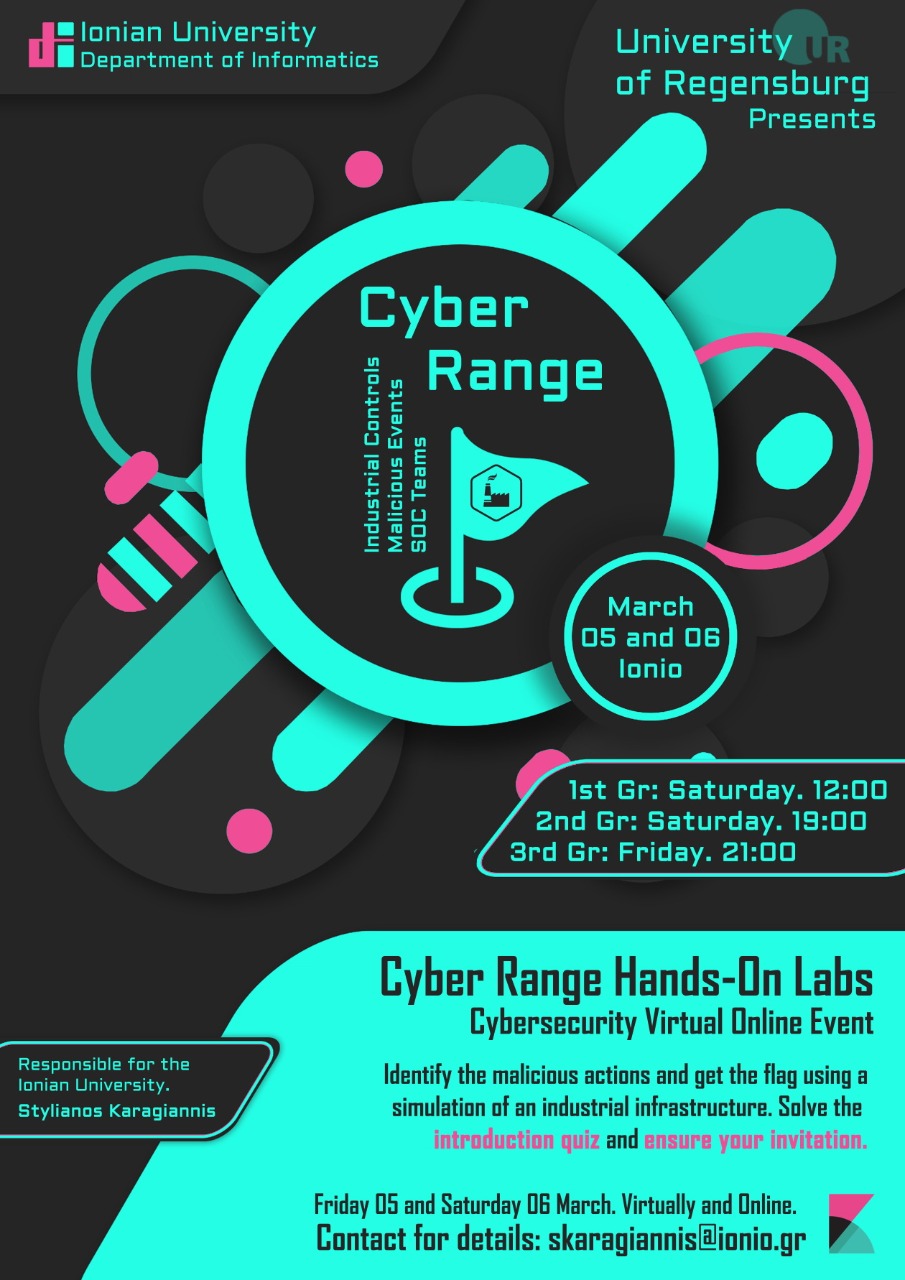 Ionian University
Department of Informatics
UR
University
of Regensburg
Presents
Cyber
Range
Industrial Controls
Malicious Events
SOC Teams
March
05 and 06
Ionio
1st Gr: Saturday. 12:00
2nd Gr: Saturday. 19:00
3rd Gr: Friday. 21:00
Cyber Range Hands-On Labs
Cybersecurity Virtual Online Event
Responsible for the
Ionian University.
Stylianos Karagiannis
Identify the malicious actions and get the flag using a
simulation of an industrial infrastructure. Solve the
introduction quiz and ensure your invitation.
Friday 05 and Saturday 06 March. Virtually and Online.
Contact for details: skaragiannis@ionio.gr